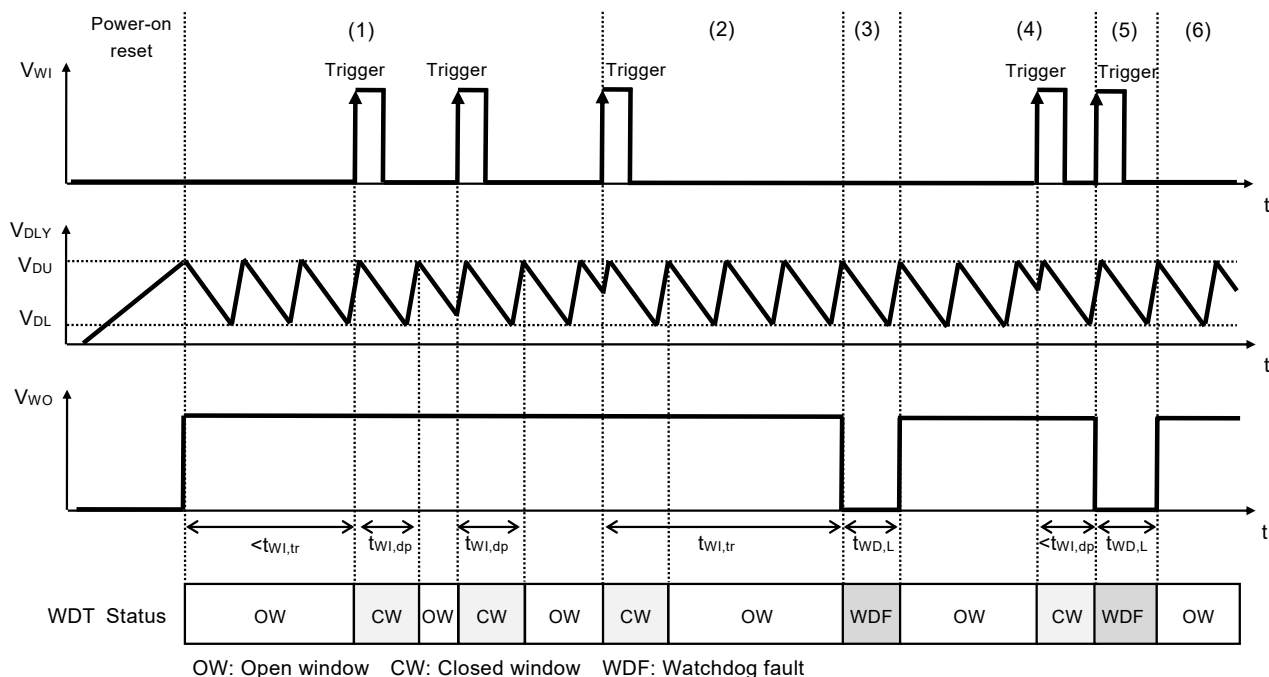 Power-on
reset
(1)
(2)
(3)
(4)
(5)
(6)
VWI
Trigger
Trigger
Trigger
Trigger
Trigger
t
VDLY
VDU
VDL
t
VWO
t
<tWI,tr
tWI,dp
tWI,dp
tWI,tr
tWD,L
<tWI,dp
tWD,L
WDT Status
OW
CW
OW
CW
OW
CW
OW
WDF
OW
CW
WDF
OW
OW: Open window CW: Closed window WDF: Watchdog fault